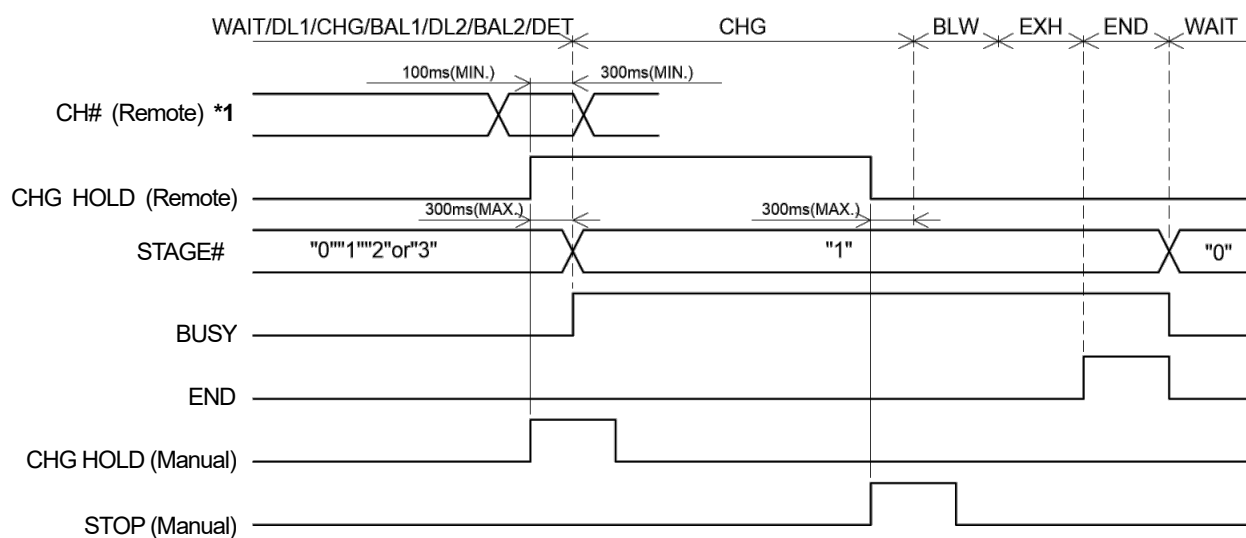 WAIT/DL1/CHG/BAL1/DL2/BAL2/DET CHG BLW EXH END WAIT
100ms(MIN.) 300ms(MIN.)
CH# (Remote) *1
CHG HOLD (Remote)
300ms(MAX.) 300ms(MAX.)
STAGE# "0""1""2"or"3" "1" "0"
BUSY
END
CHG HOLD (Manual)
STOP (Manual)